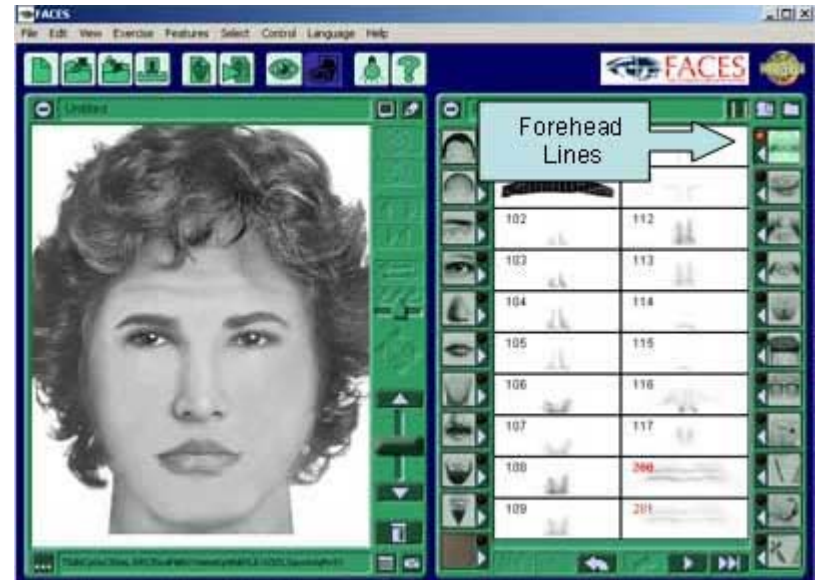 FACES
File Edit View Exercise Features Select Control Language Help
FACES
Untitled
Forehead
Lines
102 112
103 113
104 114
105 115
106 116
107 117
108 200
109 201